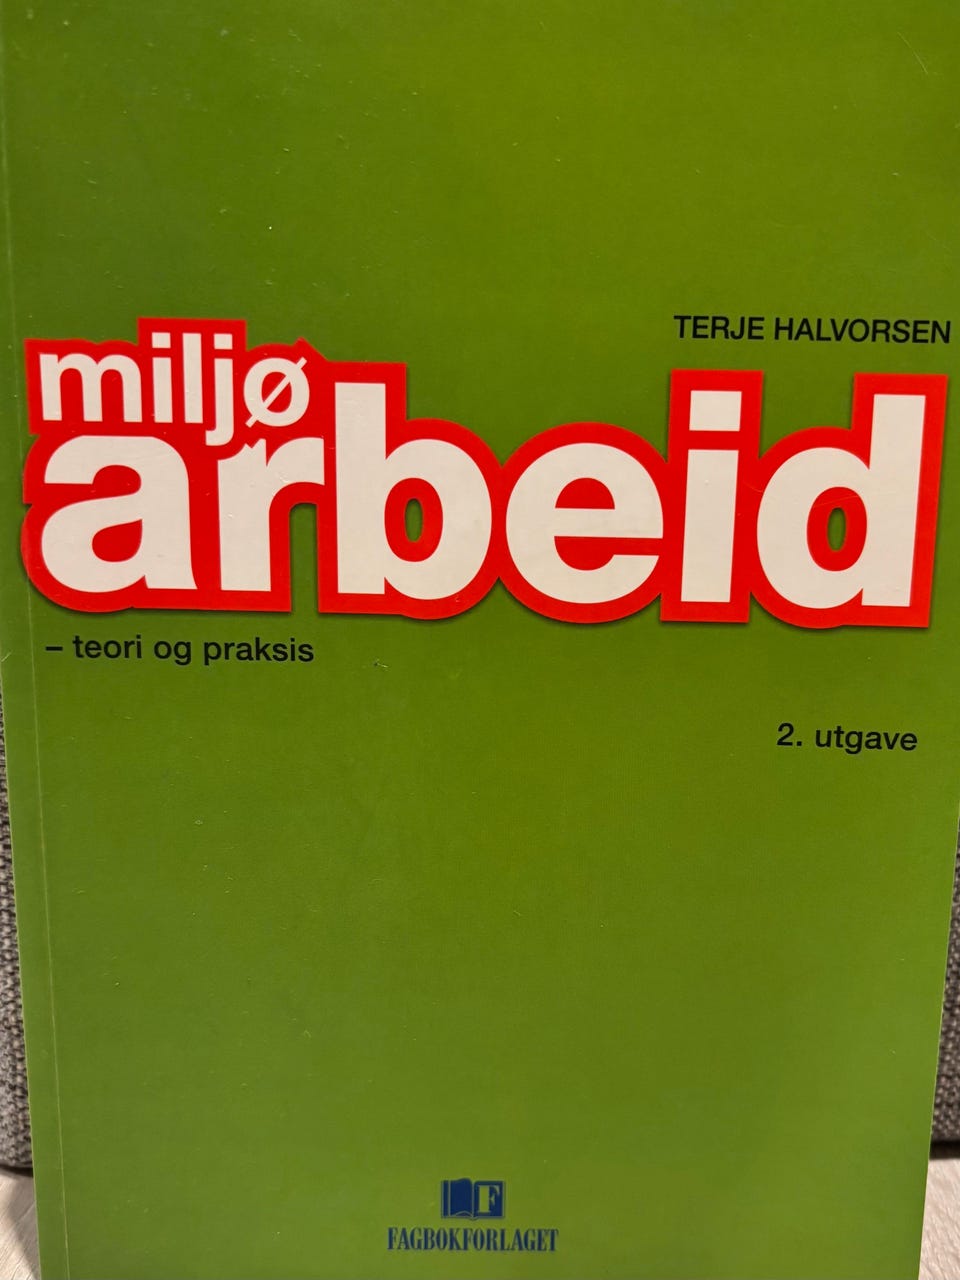 TERJE HALVORSEN
miljø
arbeid
– teori og praksis
2. utgave
F
FAGBOKFORLAGET